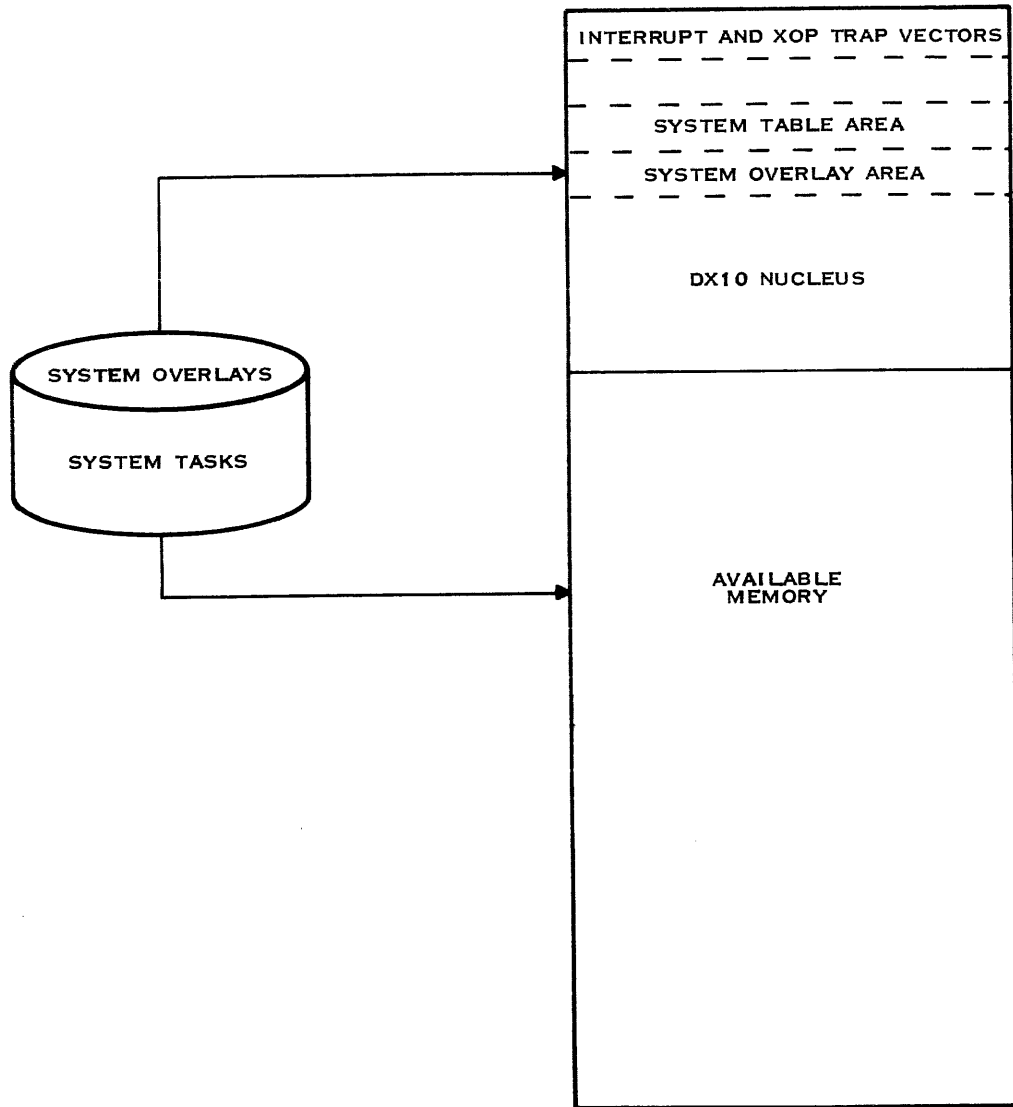 INTERRUPT AND XOP TRAP VECTORS
SYSTEM TABLE AREA
SYSTEM OVERLAY AREA
DX10 NUCLEUS
SYSTEM OVERLAYS
SYSTEM TASKS
AVAILABLE
MEMORY